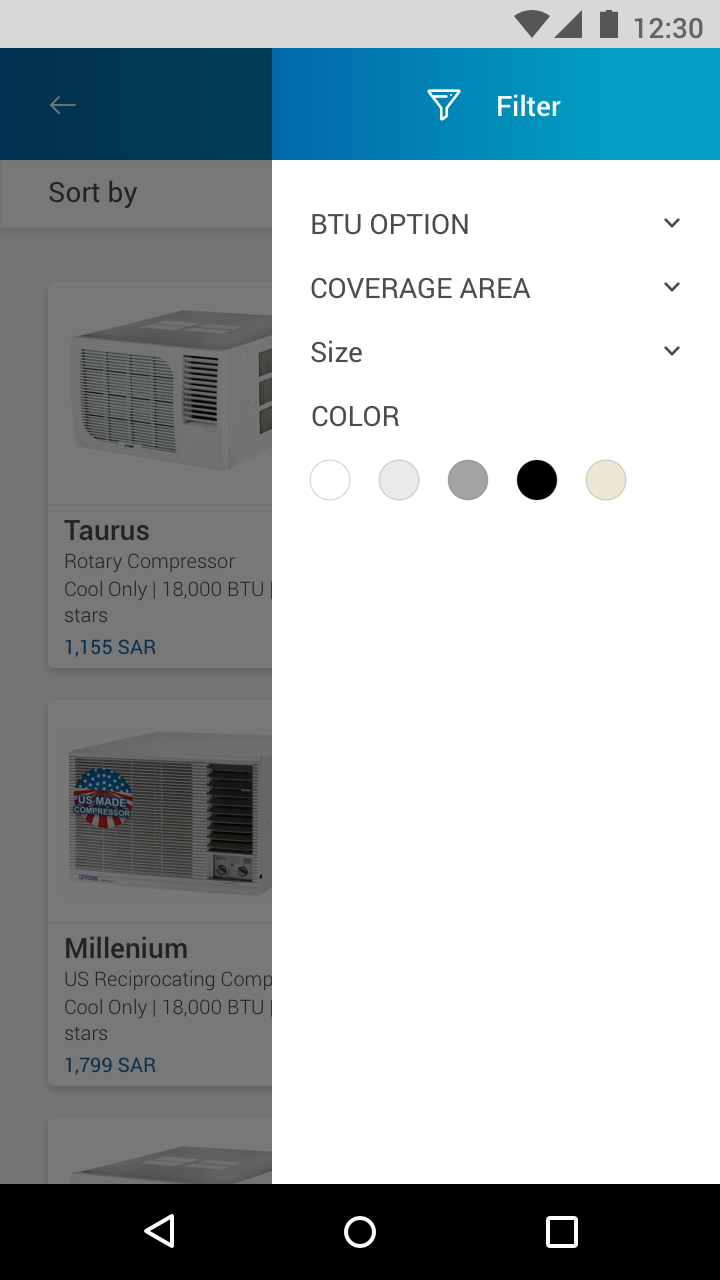 12:30
Filter
Sort by
BTU OPTION
COVERAGE AREA
Size
COLOR
Taurus
Rotary Compressor
Cool Only | 18,000 BTU |
stars
1,155 SAR
US MADE
COMPRESSOR
YORK
Millenium
US Reciprocating Comp
Cool Only | 18,000 BTU |
stars
1,799 SAR